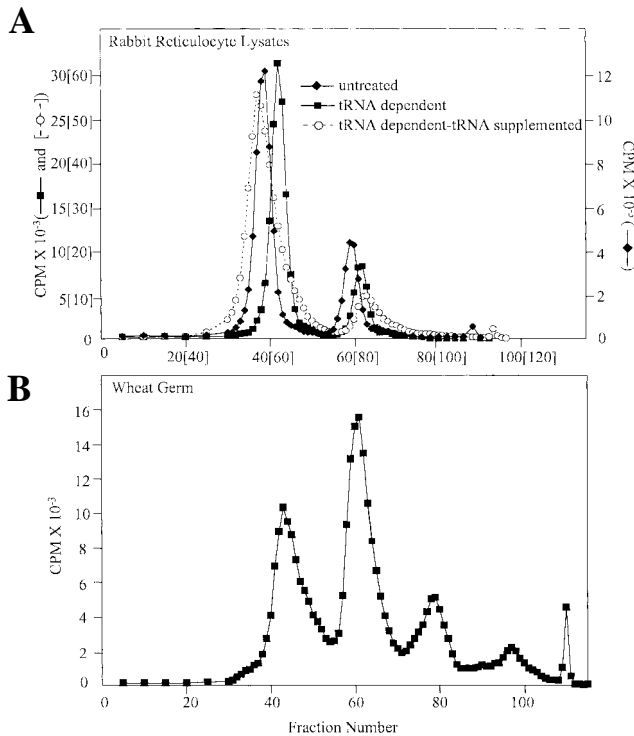 A
Rabbit Reticulocyte Lysates
untreated
tRNA dependent
tRNA dependent-tRNA supplemented
CPM X 10-3( and [-o-])
30[60]
25[50]
20[40]
15[30]
10[20]
5[10]
0
12
10
8
6
4
2
0
CPM X 10-3( )
20[40] 40[60] 60[80] 80[100] 100[120]
B
Wheat Germ
CPM X 10-3
16
14
12
10
8
6
4
2
0
0 20 40 60 80 100
Fraction Number